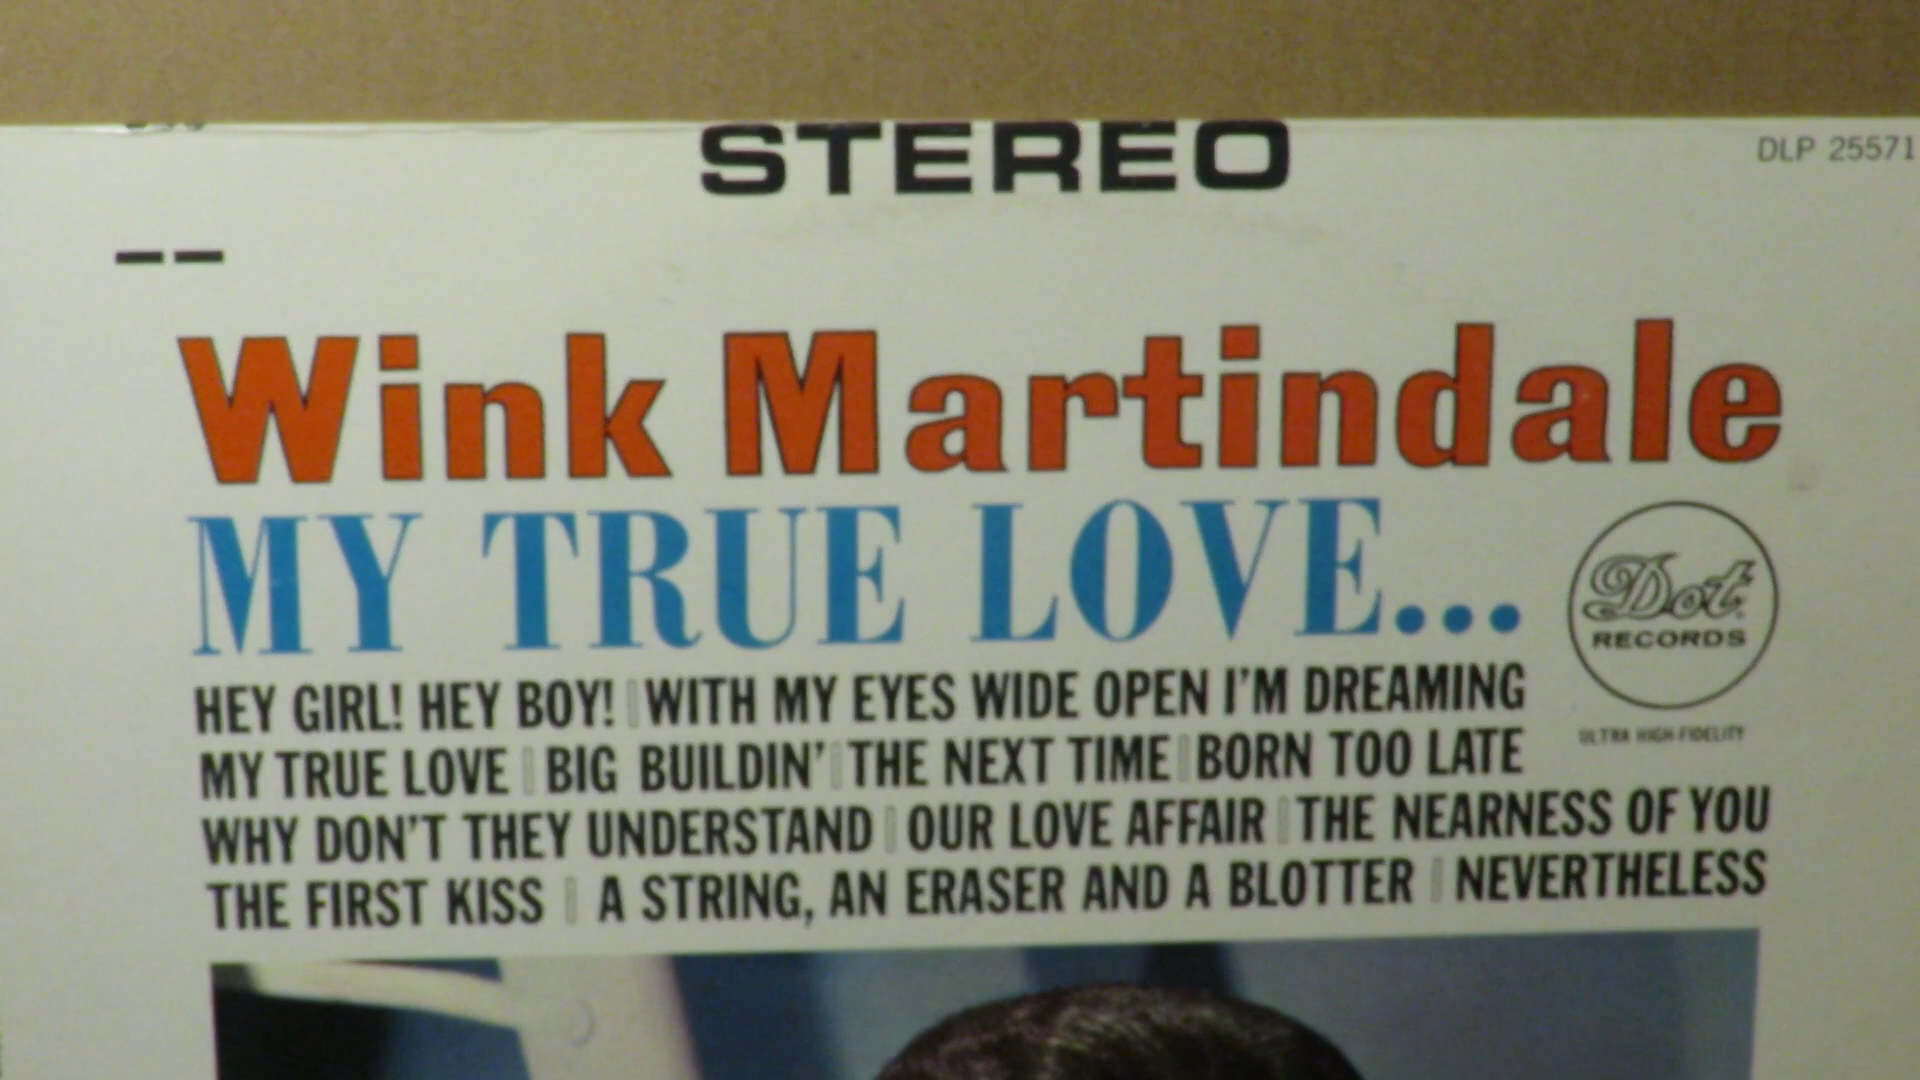 STEREO
DLP 25571
Wink Martindale
MY TRUE LOVE...
Dot
RECORDS
ULTRA HIGH-FIDELITY
HEY GIRL! HEY BOY! WITH MY EYES WIDE OPEN I'M DREAMING
MY TRUE LOVE BIG BUILDIN' THE NEXT TIME BORN TOO LATE
WHY DON'T THEY UNDERSTAND OUR LOVE AFFAIR THE NEARNESS OF YOU
THE FIRST KISS A STRING, AN ERASER AND A BLOTTER NEVERTHELESS